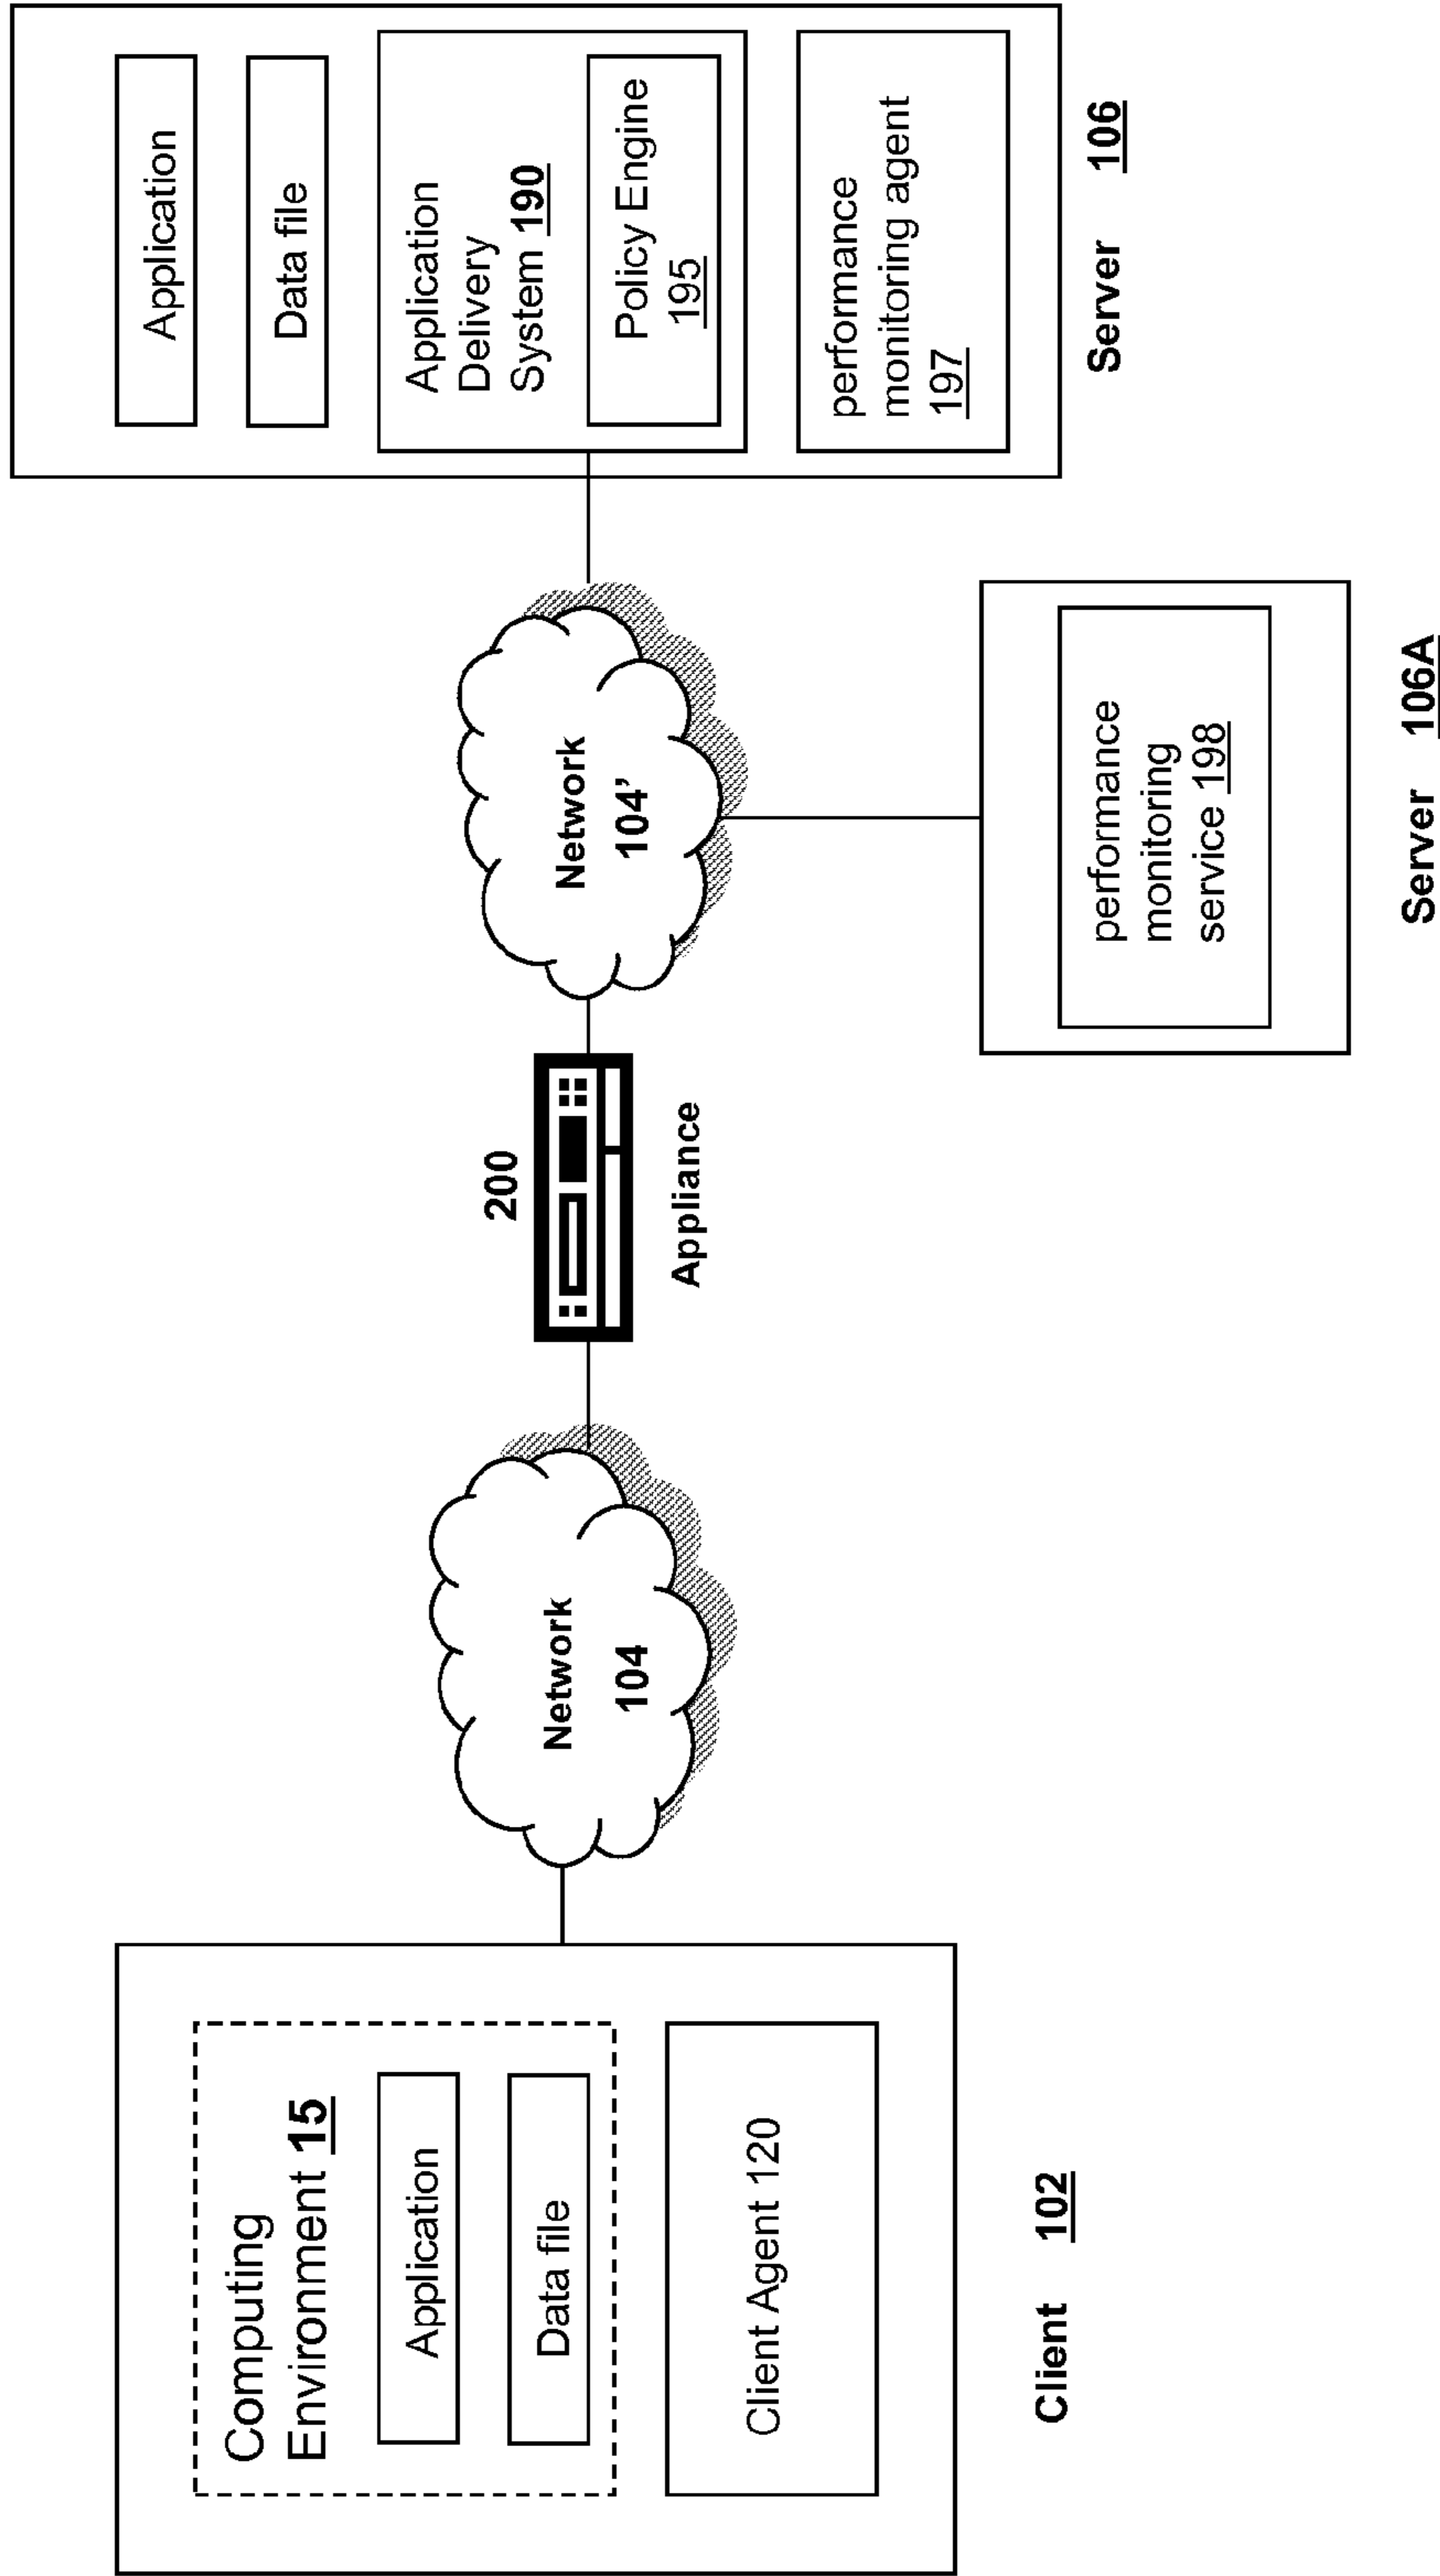 Computing
Environment 15
Application
Data file
Client Agent 120
Client 102
Network
104
200
Appliance
Network
104’
performance
monitoring
service 198
Server 106A
Application
Data file
Application
Delivery
System 190
Policy Engine
195
performance
monitoring agent
197
Server 106